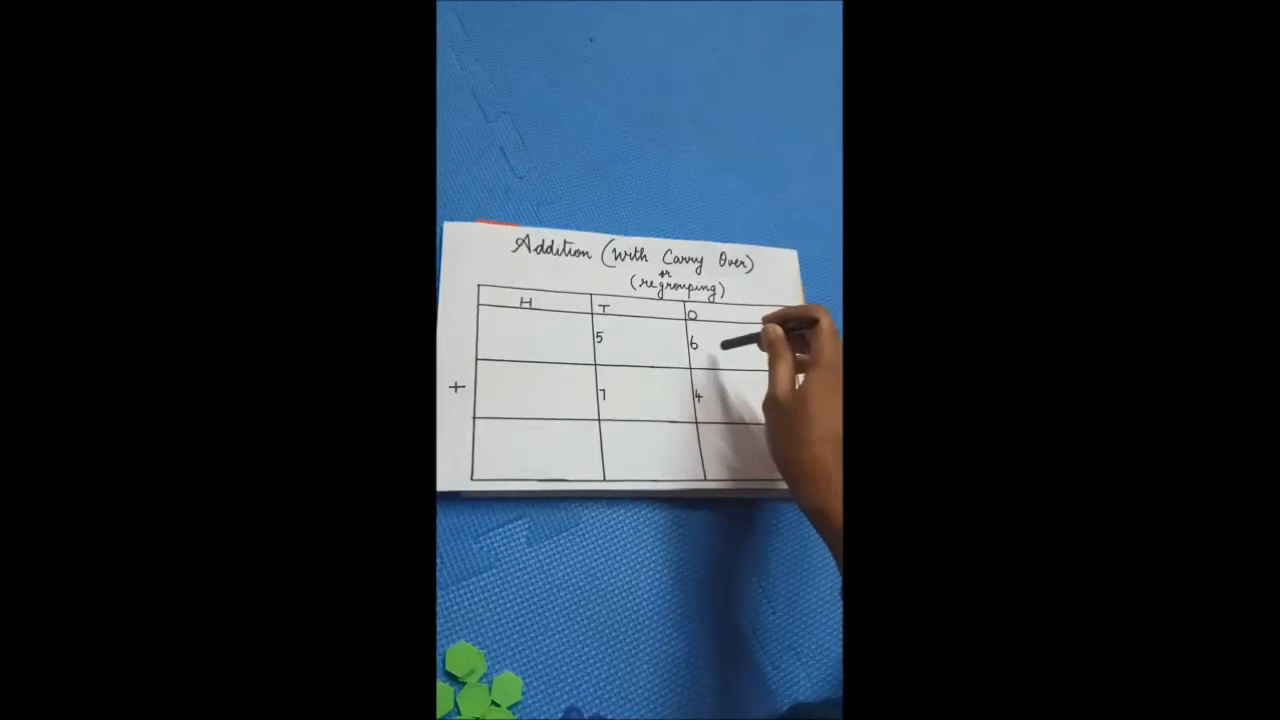 Addition (With Carry Over)
or
(regrouping)
H T O
5 6
+ 7 4